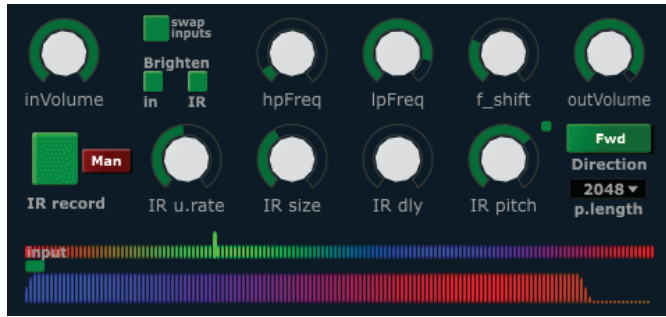 swap
inputs
Brighten
inVolume
in
IR
hpFreq
lpFreq
f_shift
outVolume
Man
Fwd
Direction
2048
IR record
IR u.rate
IR size
IR dly
IR pitch
p.length
input